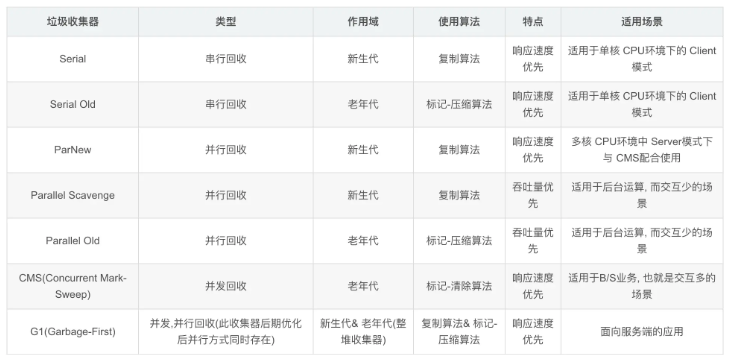 垃圾收集器 类型 作用域 使用算法 特点 适用场景
Serial 串行回收 新生代 复制算法 响应速度优先 适用于单核 CPU环境下的 Client模式
Serial Old 串行回收 老年代 标记-压缩算法 响应速度优先 适用于单核 CPU环境下的 Client模式
ParNew 并行回收 新生代 复制算法 响应速度优先 多核 CPU环境中 Server模式下与 CMS配合使用
Parallel Scavenge 并行回收 新生代 复制算法 吞吐量优先 适用于后台运算, 而交互少的场景
Parallel Old 并行回收 老年代 标记-压缩算法 吞吐量优先 适用于后台运算, 而交互少的场景
CMS(Concurrent Mark-Sweep) 并发回收 老年代 标记-清除算法 响应速度优先 适用于B/S业务, 也就是交互多的场景
G1(Garbage-First) 并发,并行回收(此收集器后期优化后并行方式同时存在) 新生代& 老年代(整堆收集器) 复制算法& 标记-压缩算法 响应速度优先 面向服务端的应用